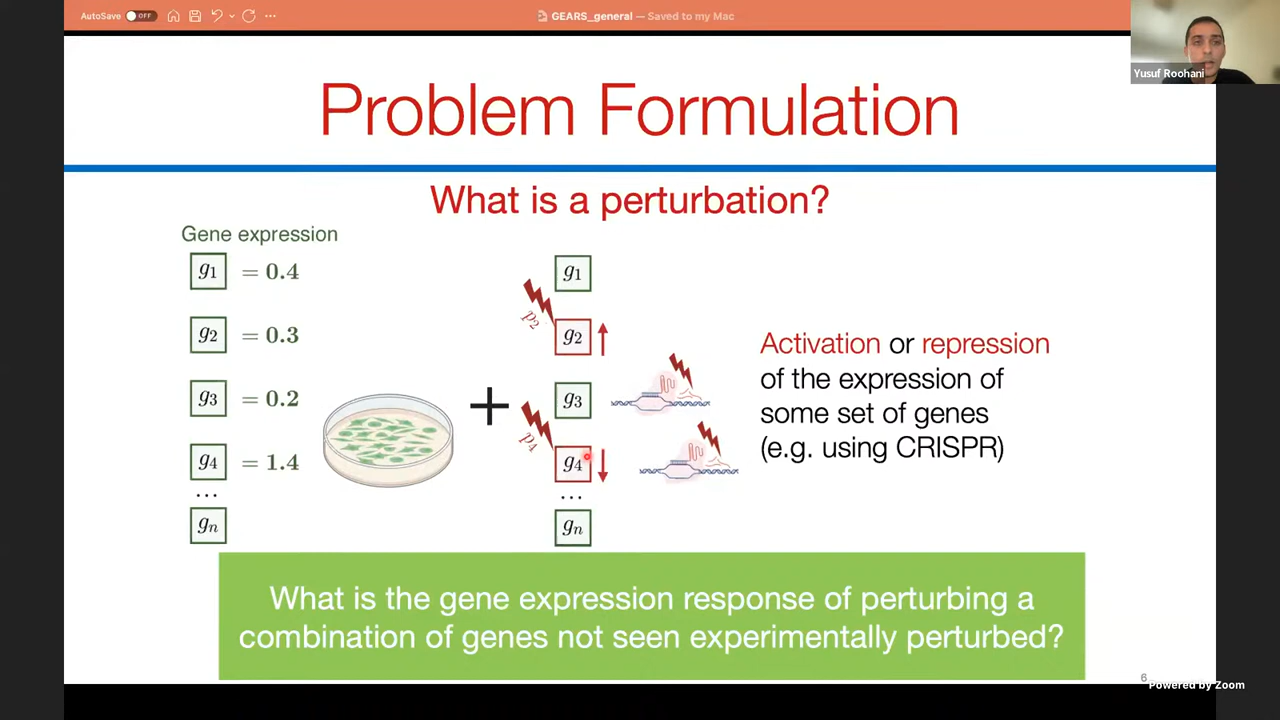 AutoSave OFF
GEARS_general — Saved to my Mac
Yusuf Roohani
Problem Formulation
What is a perturbation?
Gene expression
g1 = 0.4
g2 = 0.3
g3 = 0.2
g4 = 1.4
...
gn
+
g1
p2
g2
g3
p4
g4
...
gn
Activation or repression
of the expression of
some set of genes
(e.g. using CRISPR)
What is the gene expression response of perturbing a
combination of genes not seen experimentally perturbed?
6
Powered by Zoom